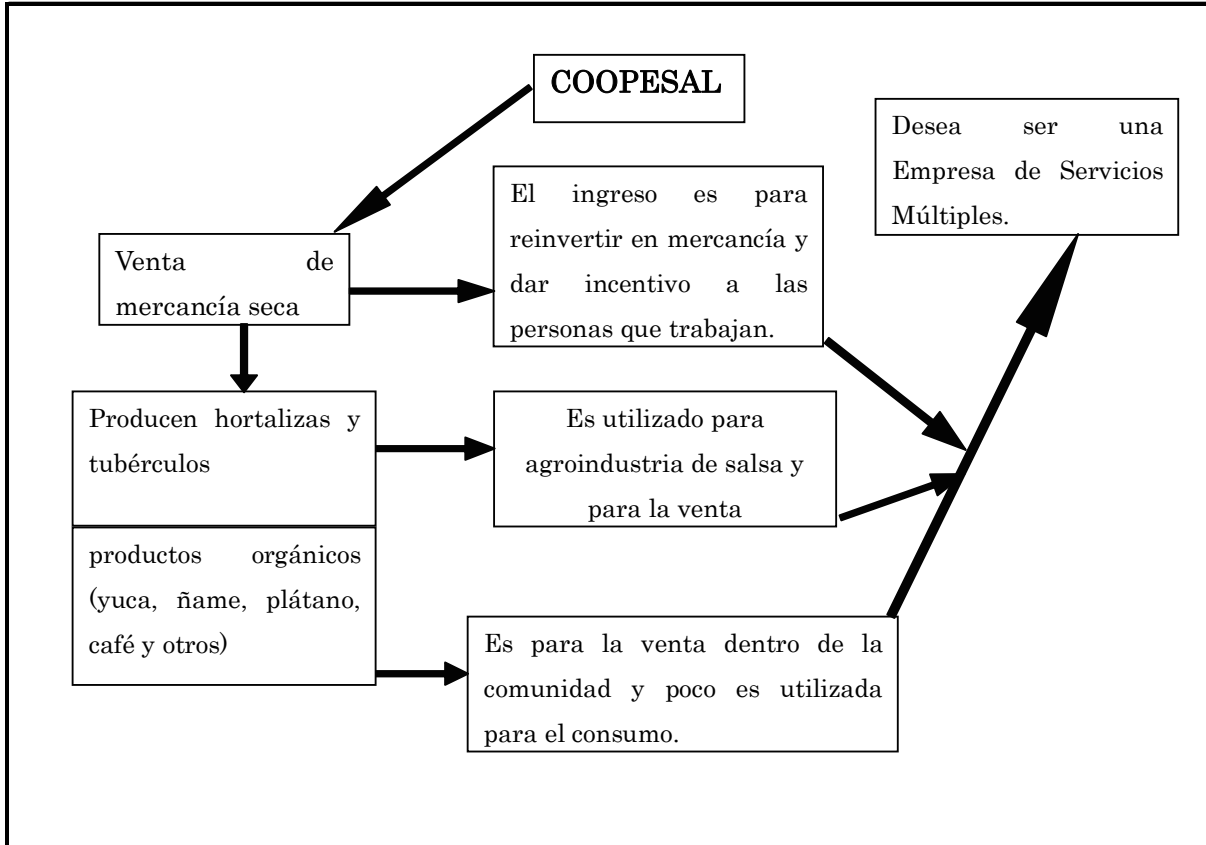 COOPESAL
Desea ser una
Empresa de Servicios
Múltiples.
El ingreso es para
reinvertir en mercancía y
dar incentivo a las
personas que trabajan.
Venta de
mercancía seca
Producen hortalizas y
tubérculos
Es utilizado para
agroindustria de salsa y
para la venta
productos orgánicos
(yuca, ñame, plátano,
café y otros)
Es para la venta dentro de la
comunidad y poco es utilizada
para el consumo.